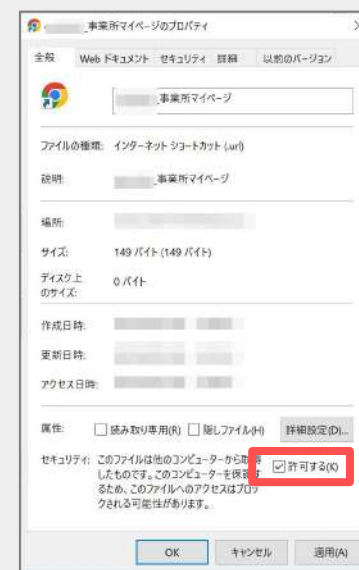 _事業所マイページのプロパティ
全般 Web ドキュメント セキュリティ 詳細 以前のバージョン
_事業所マイページ
ファイルの種類: インターネット ショートカット (.url)
説明: _事業所マイページ
場所:
サイズ: 149 バイト (149 バイト)
ディスク上
のサイズ: 0 バイト
作成日時:
更新日時:
アクセス日時:
属性: 読み取り専用(R) 隠しファイル(H) 詳細設定(D)...
セキュリティ: このファイルは他のコンピューターから取得
したものです。このコンピューターを保護す
るため、このファイルへのアクセスはブロッ
クされる可能性があります。
許可する(K)
OK キャンセル 適用(A)